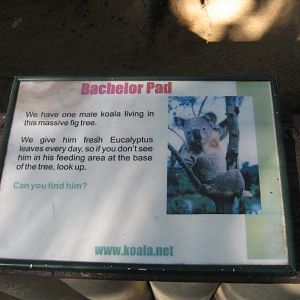 Bachelor Pad
We have one male koala living in
this massive fig tree.
We give him fresh Eucalyptus
leaves every day, so if you don't see
him in his feeding area at the base
of the tree, look up.
Can you find him?
www.koala.net